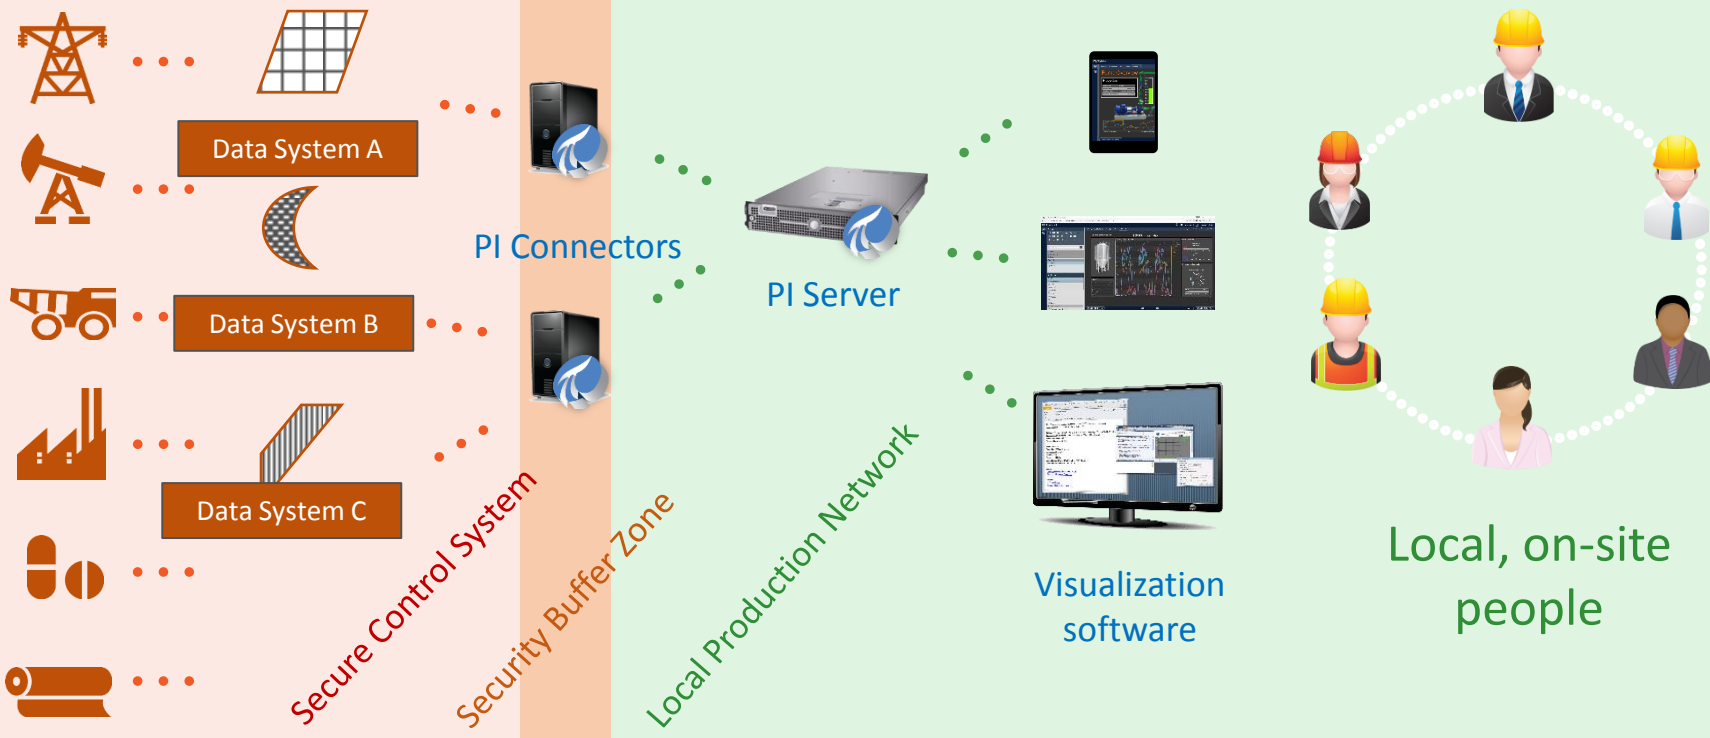 Data System A
PI Connectors
Data System B
Data System C
PI Server
Secure Control System
Security Buffer Zone
Local Production Network
Visualization
software
Local, on-site
people